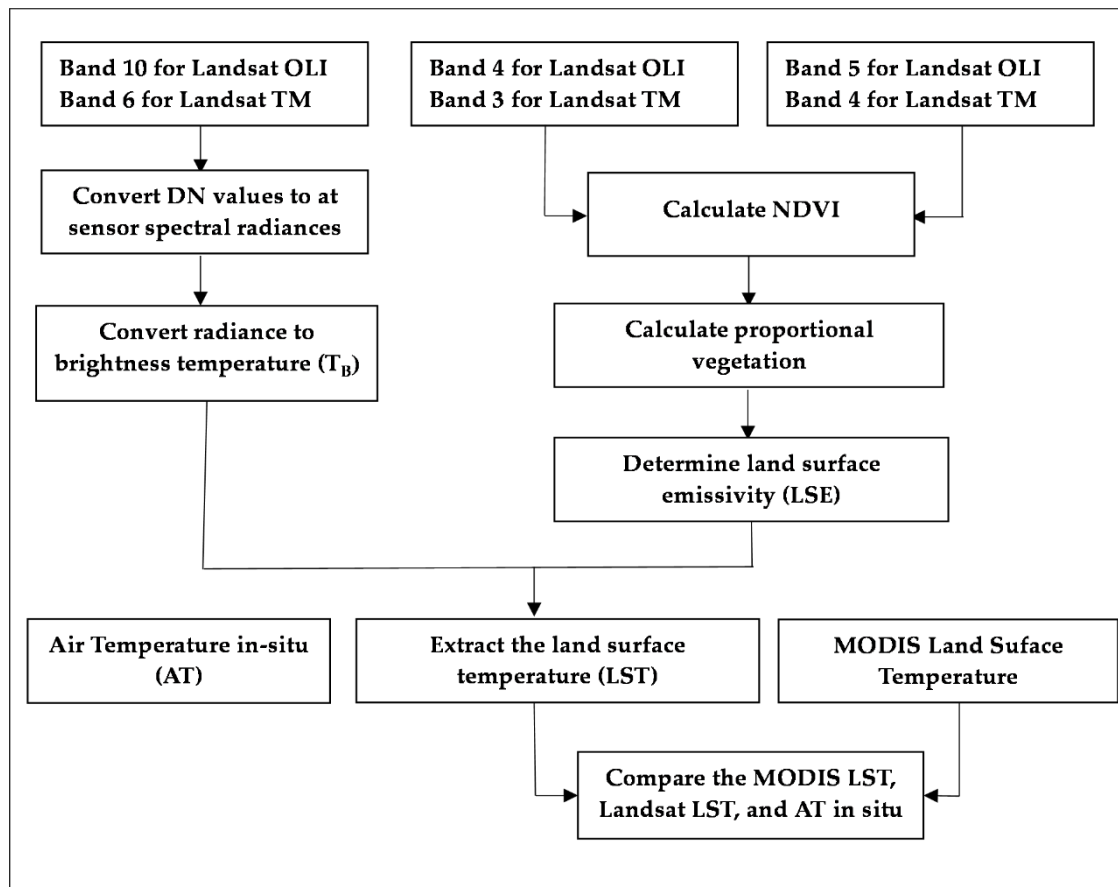 Band 10 for Landsat OLI
Band 6 for Landsat TM
Band 4 for Landsat OLI
Band 3 for Landsat TM
Band 5 for Landsat OLI
Band 4 for Landsat TM
Convert DN values to at
sensor spectral radiances
Calculate NDVI
Convert radiance to
brightness temperature (T_B)
Calculate proportional
vegetation
Determine land surface
emissivity (LSE)
Air Temperature in-situ
(AT)
Extract the land surface
temperature (LST)
MODIS Land Suface
Temperature
Compare the MODIS LST,
Landsat LST, and AT in situ